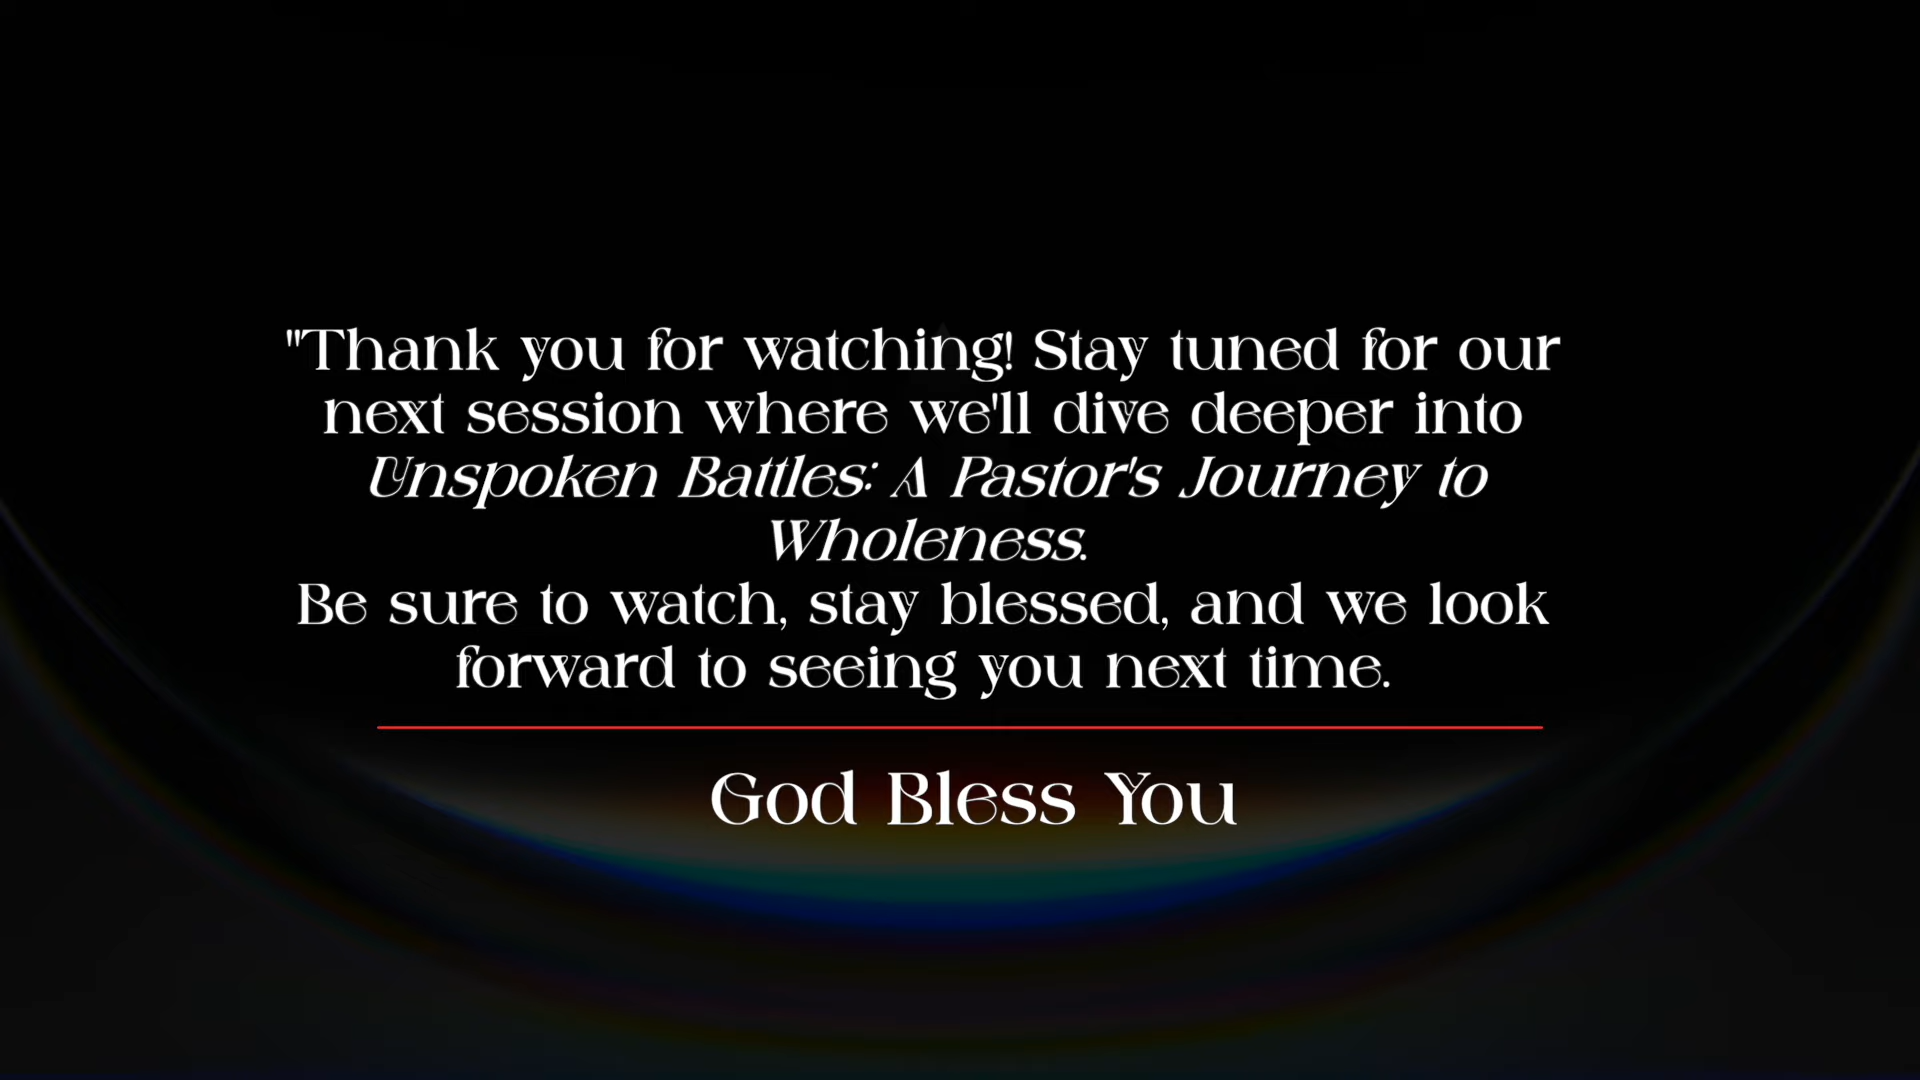 "Thank you for watching! Stay tuned for our
next session where we'll dive deeper into
Unspoken Battles: A Pastor's Journey to
Wholeness.
Be sure to watch, stay blessed, and we look
forward to seeing you next time.
God Bless You